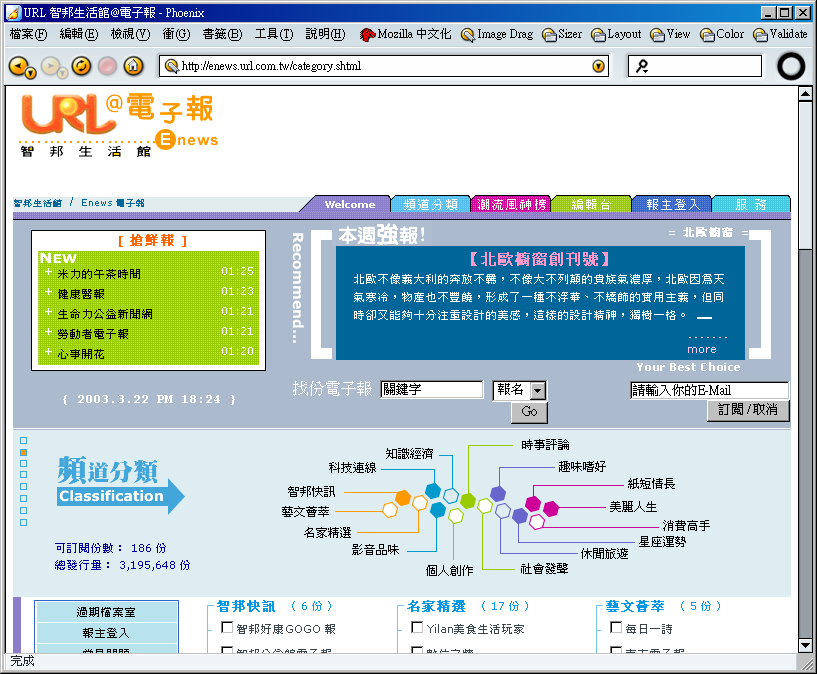 URL 智邦生活館@電子報 - Phoenix
檔案(F) 編輯(E) 檢視(V) 衝(G) 書籤(B) 工具(T) 說明(H) Mozilla 中文化 Image Drag Sizer Layout View Color Validate
http://enews.url.com.tw/category.shtml
URL@電子報
Enews
智邦生活館
智邦生活館 / Enews 電子報
Welcome 頻道分類 潮流風神榜 編輯台 報主登入 服務
[ 搶鮮報 ]
NEW
+ 米力的午茶時間 01:25
+ 健康醫報 01:23
+ 生命力公益新聞網 01:21
+ 勞動者電子報 01:21
+ 心事開花 01:20
{ 2003.3.22 PM 18:24 }
Recommend...
本週強報!
= 北歐櫥窗 =
【北歐櫥窗創刊號】
北歐不像義大利的奔放不羈，不像大不列顛的貴族氣濃厚，北歐因為天
氣寒冷，物產也不豐饒，形成了一種不浮華、不矯飾的實用主義，但同
時卻又能夠十分注重設計的美感，這樣的設計精神，獨樹一格。
more
Your Best Choice
找份電子報 關鍵字 報名 Go
請輸入你的E-Mail
訂閱/取消
頻道分類
Classification
可訂閱份數： 186 份
總發行量： 3,195,648 份
時事評論
知識經濟
趣味嗜好
科技連線
紙短情長
智邦快訊
美麗人生
藝文薈萃
消費高手
名家精選
星座運勢
影音品味
休閒旅遊
個人創作
社會發聲
過期檔案室
報主登入
常見問題
智邦快訊 （ 6 份 ）
智邦好康GOGO 報
智邦公益館電子報
名家精選 （ 17 份 ）
Yilan美食生活玩家
藝文薈萃 （ 5 份 ）
每日一詩
完成